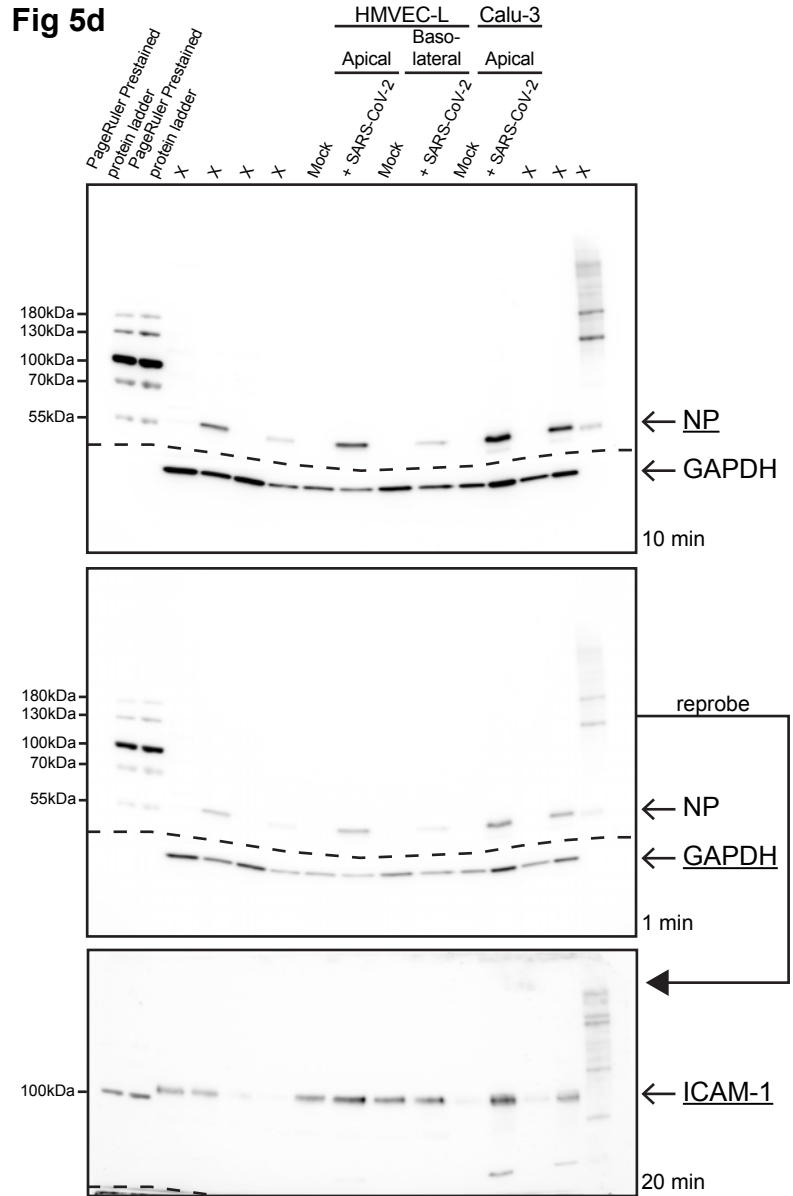 Fig 5d
HMVEC-L
Calu-3
Apical
Baso-
lateral
Apical
PageRuler Prestained
protein ladder
PageRuler Prestained
protein ladder
X
X
X
X
Mock
+ SARS-CoV-2
Mock
+ SARS-CoV-2
Mock
+ SARS-CoV-2
X
X
X
180kDa
130kDa
100kDa
70kDa
55kDa
NP
GAPDH
10 min
180kDa
130kDa
100kDa
70kDa
55kDa
reprobe
NP
GAPDH
1 min
100kDa
ICAM-1
20 min